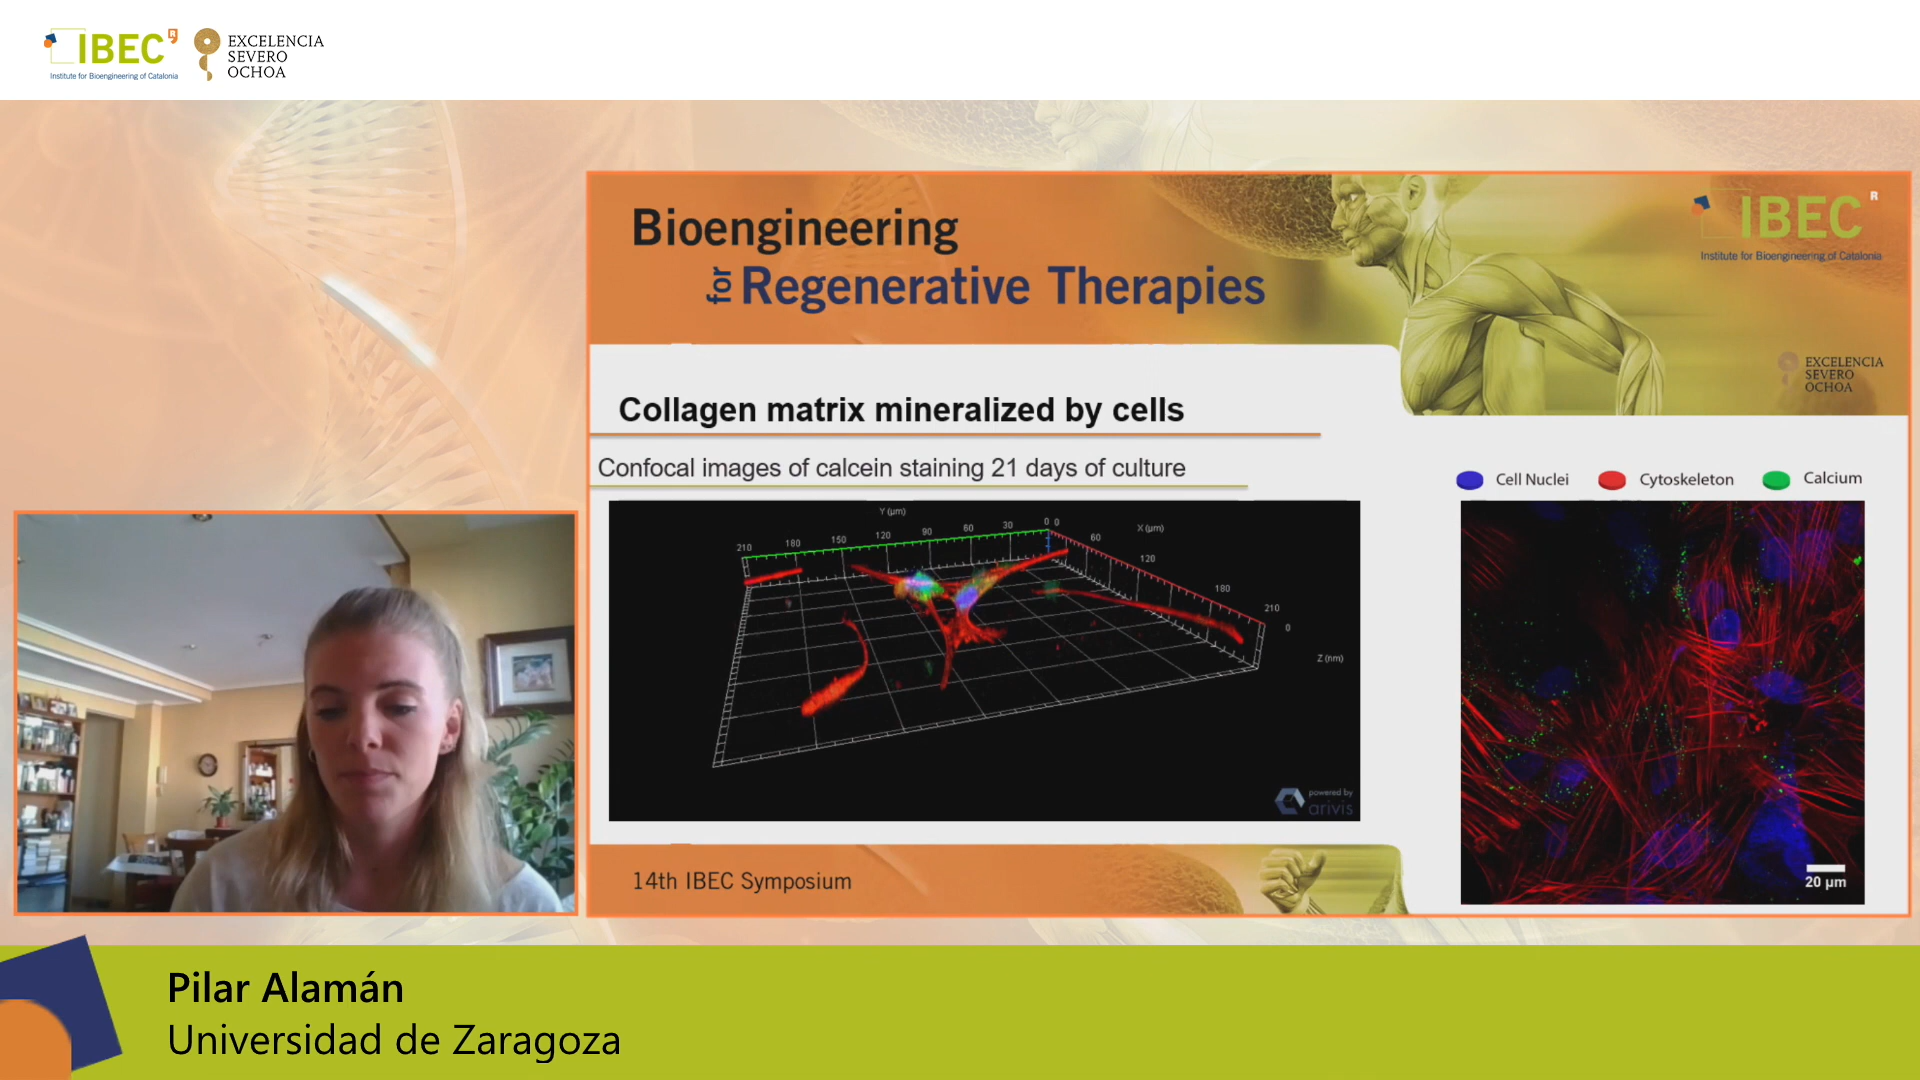 IBEC R
Institute for Bioengineering of Catalonia
EXCELENCIA
SEVERO
OCHOA
Bioengineering
for Regenerative Therapies
IBEC R
Institute for Bioengineering of Catalonia
EXCELENCIA
SEVERO
OCHOA
Collagen matrix mineralized by cells
Confocal images of calcein staining 21 days of culture
Cell Nuclei Cytoskeleton Calcium
Y (µm)
210 180 150 120 90 60 30 0
X (µm)
0 60 120 180 210
0
Z (nm)
powered by
arivis
20 µm
14th IBEC Symposium
Pilar Alamán
Universidad de Zaragoza